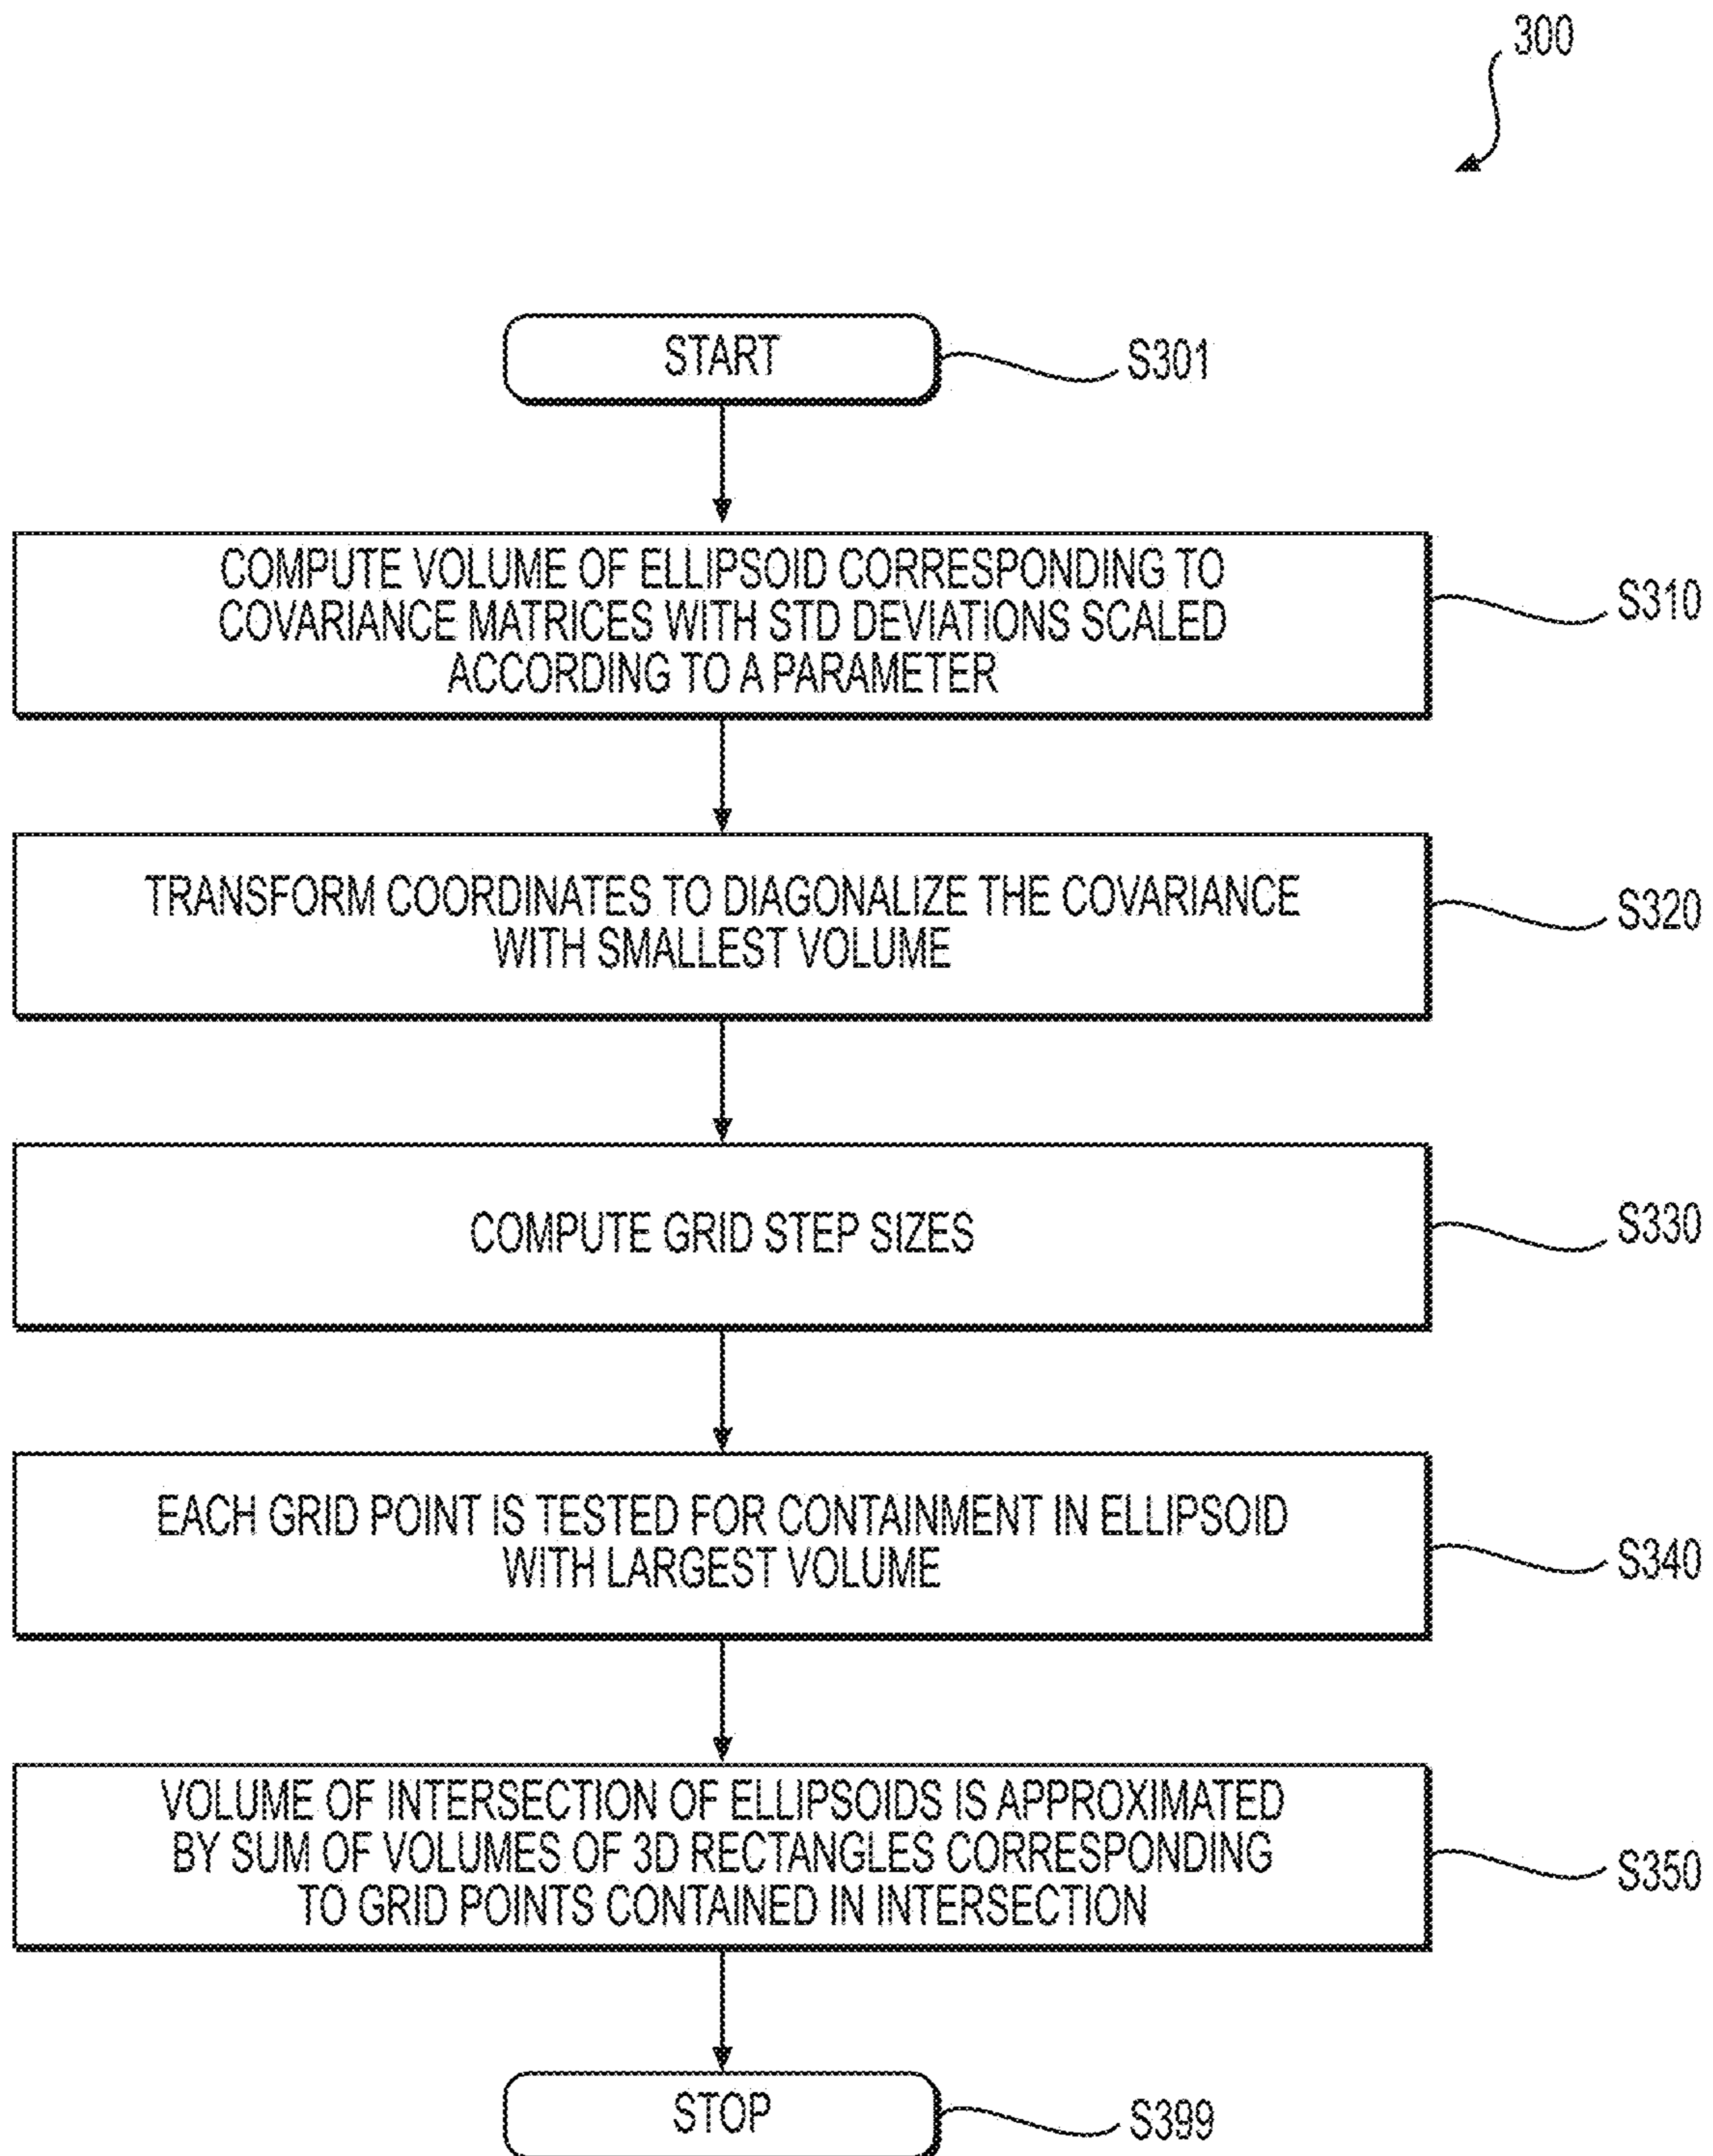 300
START
S301
COMPUTE VOLUME OF ELLIPSOID CORRESPONDING TO
COVARIANCE MATRICES WITH STD DEVIATIONS SCALED
ACCORDING TO A PARAMETER
S310
TRANSFORM COORDINATES TO DIAGONALIZE THE COVARIANCE
WITH SMALLEST VOLUME
S320
COMPUTE GRID STEP SIZES
S330
EACH GRID POINT IS TESTED FOR CONTAINMENT IN ELLIPSOID
WITH LARGEST VOLUME
S340
VOLUME OF INTERSECTION OF ELLIPSOIDS IS APPROXIMATED
BY SUM OF VOLUMES OF 3D RECTANGLES CORRESPONDING
TO GRID POINTS CONTAINED IN INTERSECTION
S350
STOP
S399